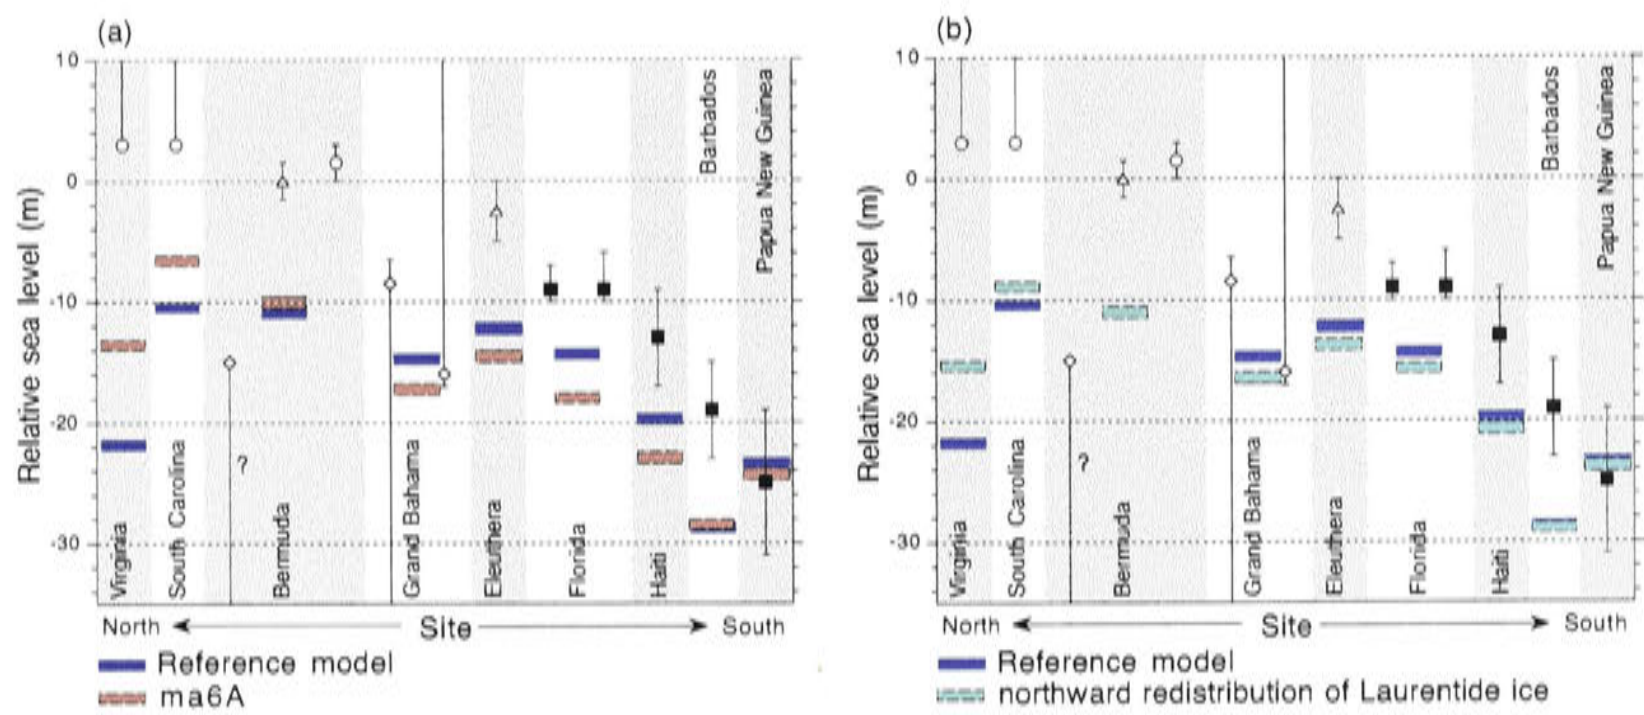 (a)
10
0
-10
-20
-30
Relative sea level (m)
Virginia
South Carolina
?
Bermuda
Grand Bahama
Eleuthera
Florida
Haiti
Barbados
Papua New Guinea
North
Site
South
Reference model
ma6A
(b)
10
0
-10
-20
-30
Relative sea level (m)
Virginia
South Carolina
?
Bermuda
Grand Bahama
Eleuthera
Florida
Haiti
Barbados
Papua New Guinea
North
Site
South
Reference model
northward redistribution of Laurentide ice